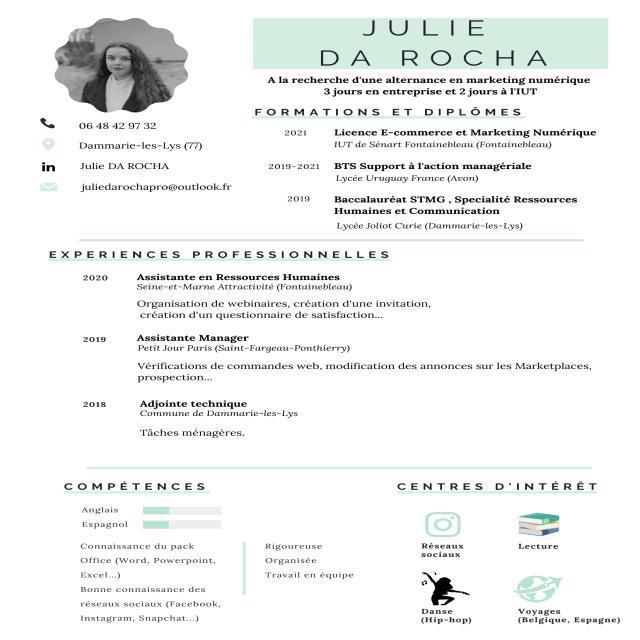 JULIE
DA ROCHA
A la recherche d'une alternance en marketing numérique
3 jours en entreprise et 2 jours à l'IUT
06 48 42 97 32
Dammarie-les-Lys (77)
in Julie DA ROCHA
juliedarochapro@outlook.fr
FORMATIONS ET DIPLÔMES
2021 Licence E-commerce et Marketing Numérique
IUT de Sénart Fontainebleau (Fontainebleau)
2019-2021 BTS Support à l'action managériale
Lycée Uruguay France (Avon)
2019 Baccalauréat STMG , Specialité Ressources
Humaines et Communication
Lycée Joliot Curie (Dammarie-les-Lys)
EXPERIENCES PROFESSIONNELLES
2020 Assistante en Ressources Humaines
Seine-et-Marne Attractivité (Fontainebleau)
Organisation de webinaires, création d'une invitation,
création d'un questionnaire de satisfaction...
2019 Assistante Manager
Petit Jour Paris (Saint-Fargeau-Ponthierry)
Vérifications de commandes web, modification des annonces sur les Marketplaces,
prospection...
2018 Adjointe technique
Commune de Dammarie-les-Lys
Tâches ménagères.
COMPÉTENCES
Anglais
Espagnol
Connaissance du pack
Office (Word, Powerpoint,
Excel...)
Bonne connaissance des
réseaux sociaux (Facebook,
Instagram, Snapchat...)
Rigoureuse
Organisée
Travail en équipe
CENTRES D'INTÉRÊT
Réseaux
sociaux
Lecture
Danse
(Hip-hop)
Voyages
(Belgique, Espagne)